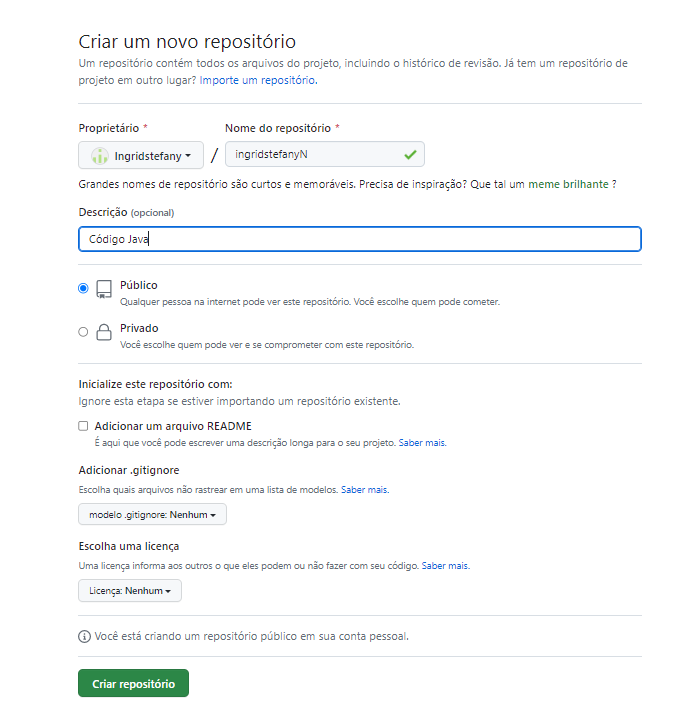 Criar um novo repositório
Um repositório contém todos os arquivos do projeto, incluindo o histórico de revisão. Já tem um repositório de
projeto em outro lugar? Importe um repositório.
Proprietário *
Nome do repositório *
Ingridstefany
/
ingridstefanyN
Grandes nomes de repositório são curtos e memoráveis. Precisa de inspiração? Que tal um meme brilhante ?
Descrição (opcional)
Código Java
Público
Qualquer pessoa na internet pode ver este repositório. Você escolhe quem pode cometer.
Privado
Você escolhe quem pode ver e se comprometer com este repositório.
Inicialize este repositório com:
Ignore esta etapa se estiver importando um repositório existente.
Adicionar um arquivo README
É aqui que você pode escrever uma descrição longa para o seu projeto. Saber mais.
Adicionar .gitignore
Escolha quais arquivos não rastrear em uma lista de modelos. Saber mais.
modelo .gitignore: Nenhum
Escolha uma licença
Uma licença informa aos outros o que eles podem ou não fazer com seu código. Saber mais.
Licença: Nenhum
Você está criando um repositório público em sua conta pessoal.
Criar repositório